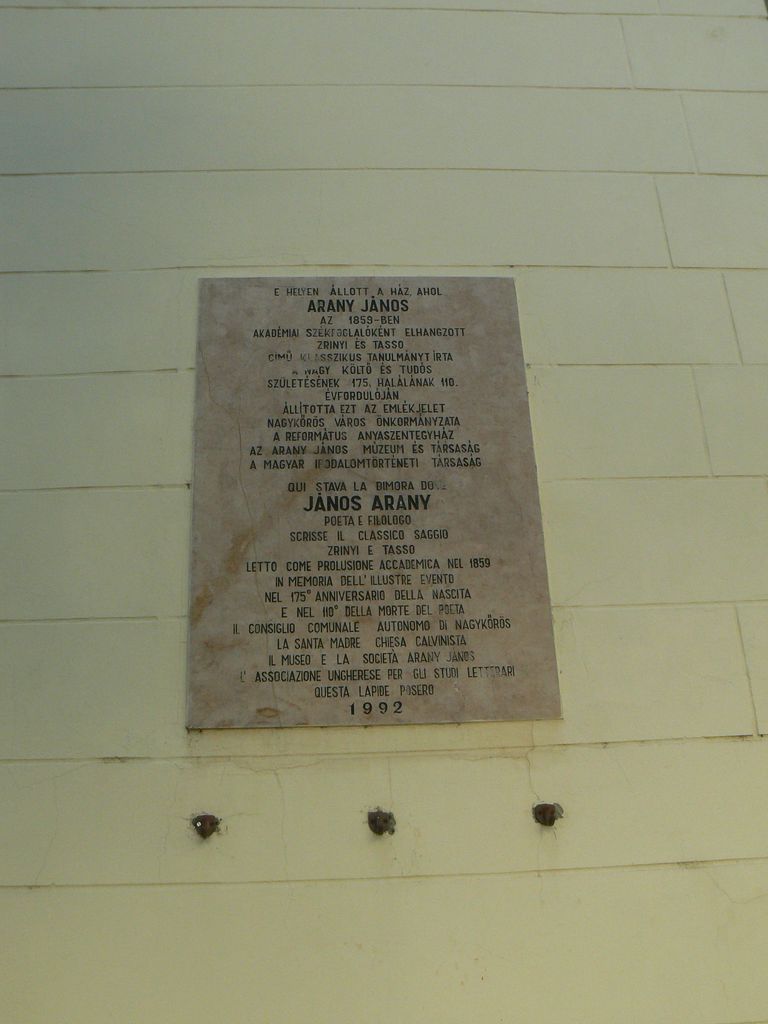 E HELYEN ÁLLOTT A HÁZ, AHOL
ARANY JÁNOS
AZ 1859-BEN
AKADÉMIAI SZÉKFOGLALÓKÉNT ELHANGZOTT
ZRINYI ÉS TASSO
CIMŰ KLASSZIKUS TANULMÁNYT ÍRTA
A NAGY KÖLTŐ ÉS TUDÓS
SZÜLETÉSÉNEK 175, HALÁLÁNAK 110.
ÉVFORDULÓJÁN
ÁLLÍTOTTA EZT AZ EMLÉKJELET
NAGYKŐRÖS VÁROS ÖNKORMÁNYZATA
A REFORMÁTUS ANYASZENTEGYHÁZ
AZ ARANY JÁNOS MÚZEUM ÉS TÁRSASÁG
A MAGYAR IRODALOMTÖRTÉNETI TÁRSASÁG
QUI STAVA LA DIMORA
JÁNOS ARANY
POETA E FILOLOGO
SCRISSE IL CLASSICO SAGGIO
ZRINYI E TASSO
LETTO COME PROLUSIONE ACCADEMICA NEL 1859
IN MEMORIA DELL'ILLUSTRE EVENTO
NEL 175° ANNIVERSARIO DELLA NASCITA
E NEL 110° DELLA MORTE DEL POETA
IL CONSIGLIO COMUNALE AUTONOMO DI NAGYKŐRÖS
LA SANTA MADRE CHIESA CALVINISTA
IL MUSEO E LA SOCIETÀ ARANY JÁNOS
L'ASSOCIAZIONE UNGHERESE PER GLI STUDI LETTERARI
QUESTA LAPIDE POSERO
1992